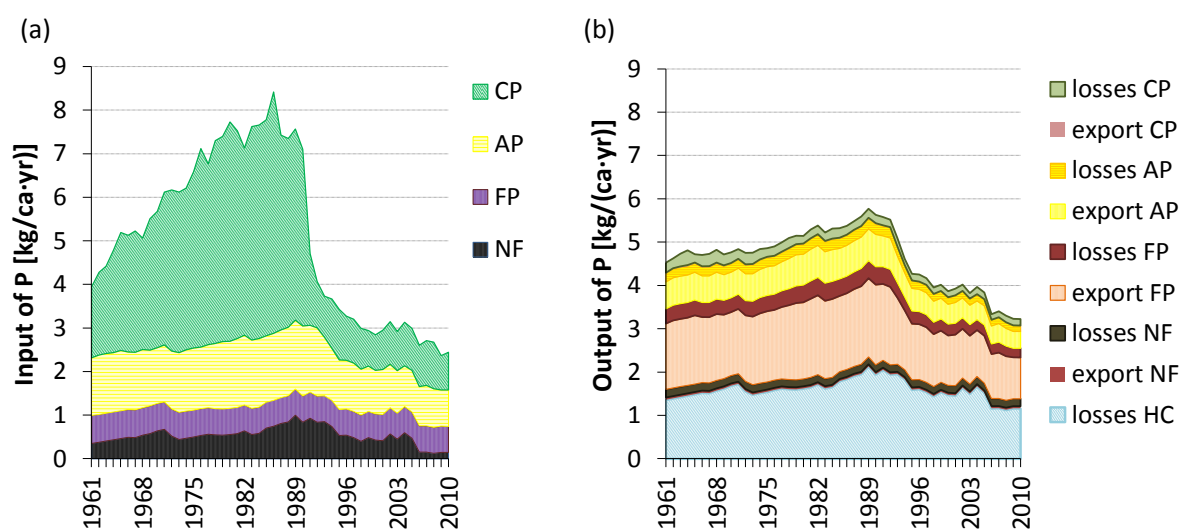 (a)
Input of P [kg/ca·yr)]
9
8
7
6
5
4
3
2
1
0
1961
1968
1975
1982
1989
1996
2003
2010
CP
AP
FP
NF
(b)
Output of P [kg/(ca·yr)]
9
8
7
6
5
4
3
2
1
0
1961
1968
1975
1982
1989
1996
2003
2010
losses CP
export CP
losses AP
export AP
losses FP
export FP
losses NF
export NF
losses HC